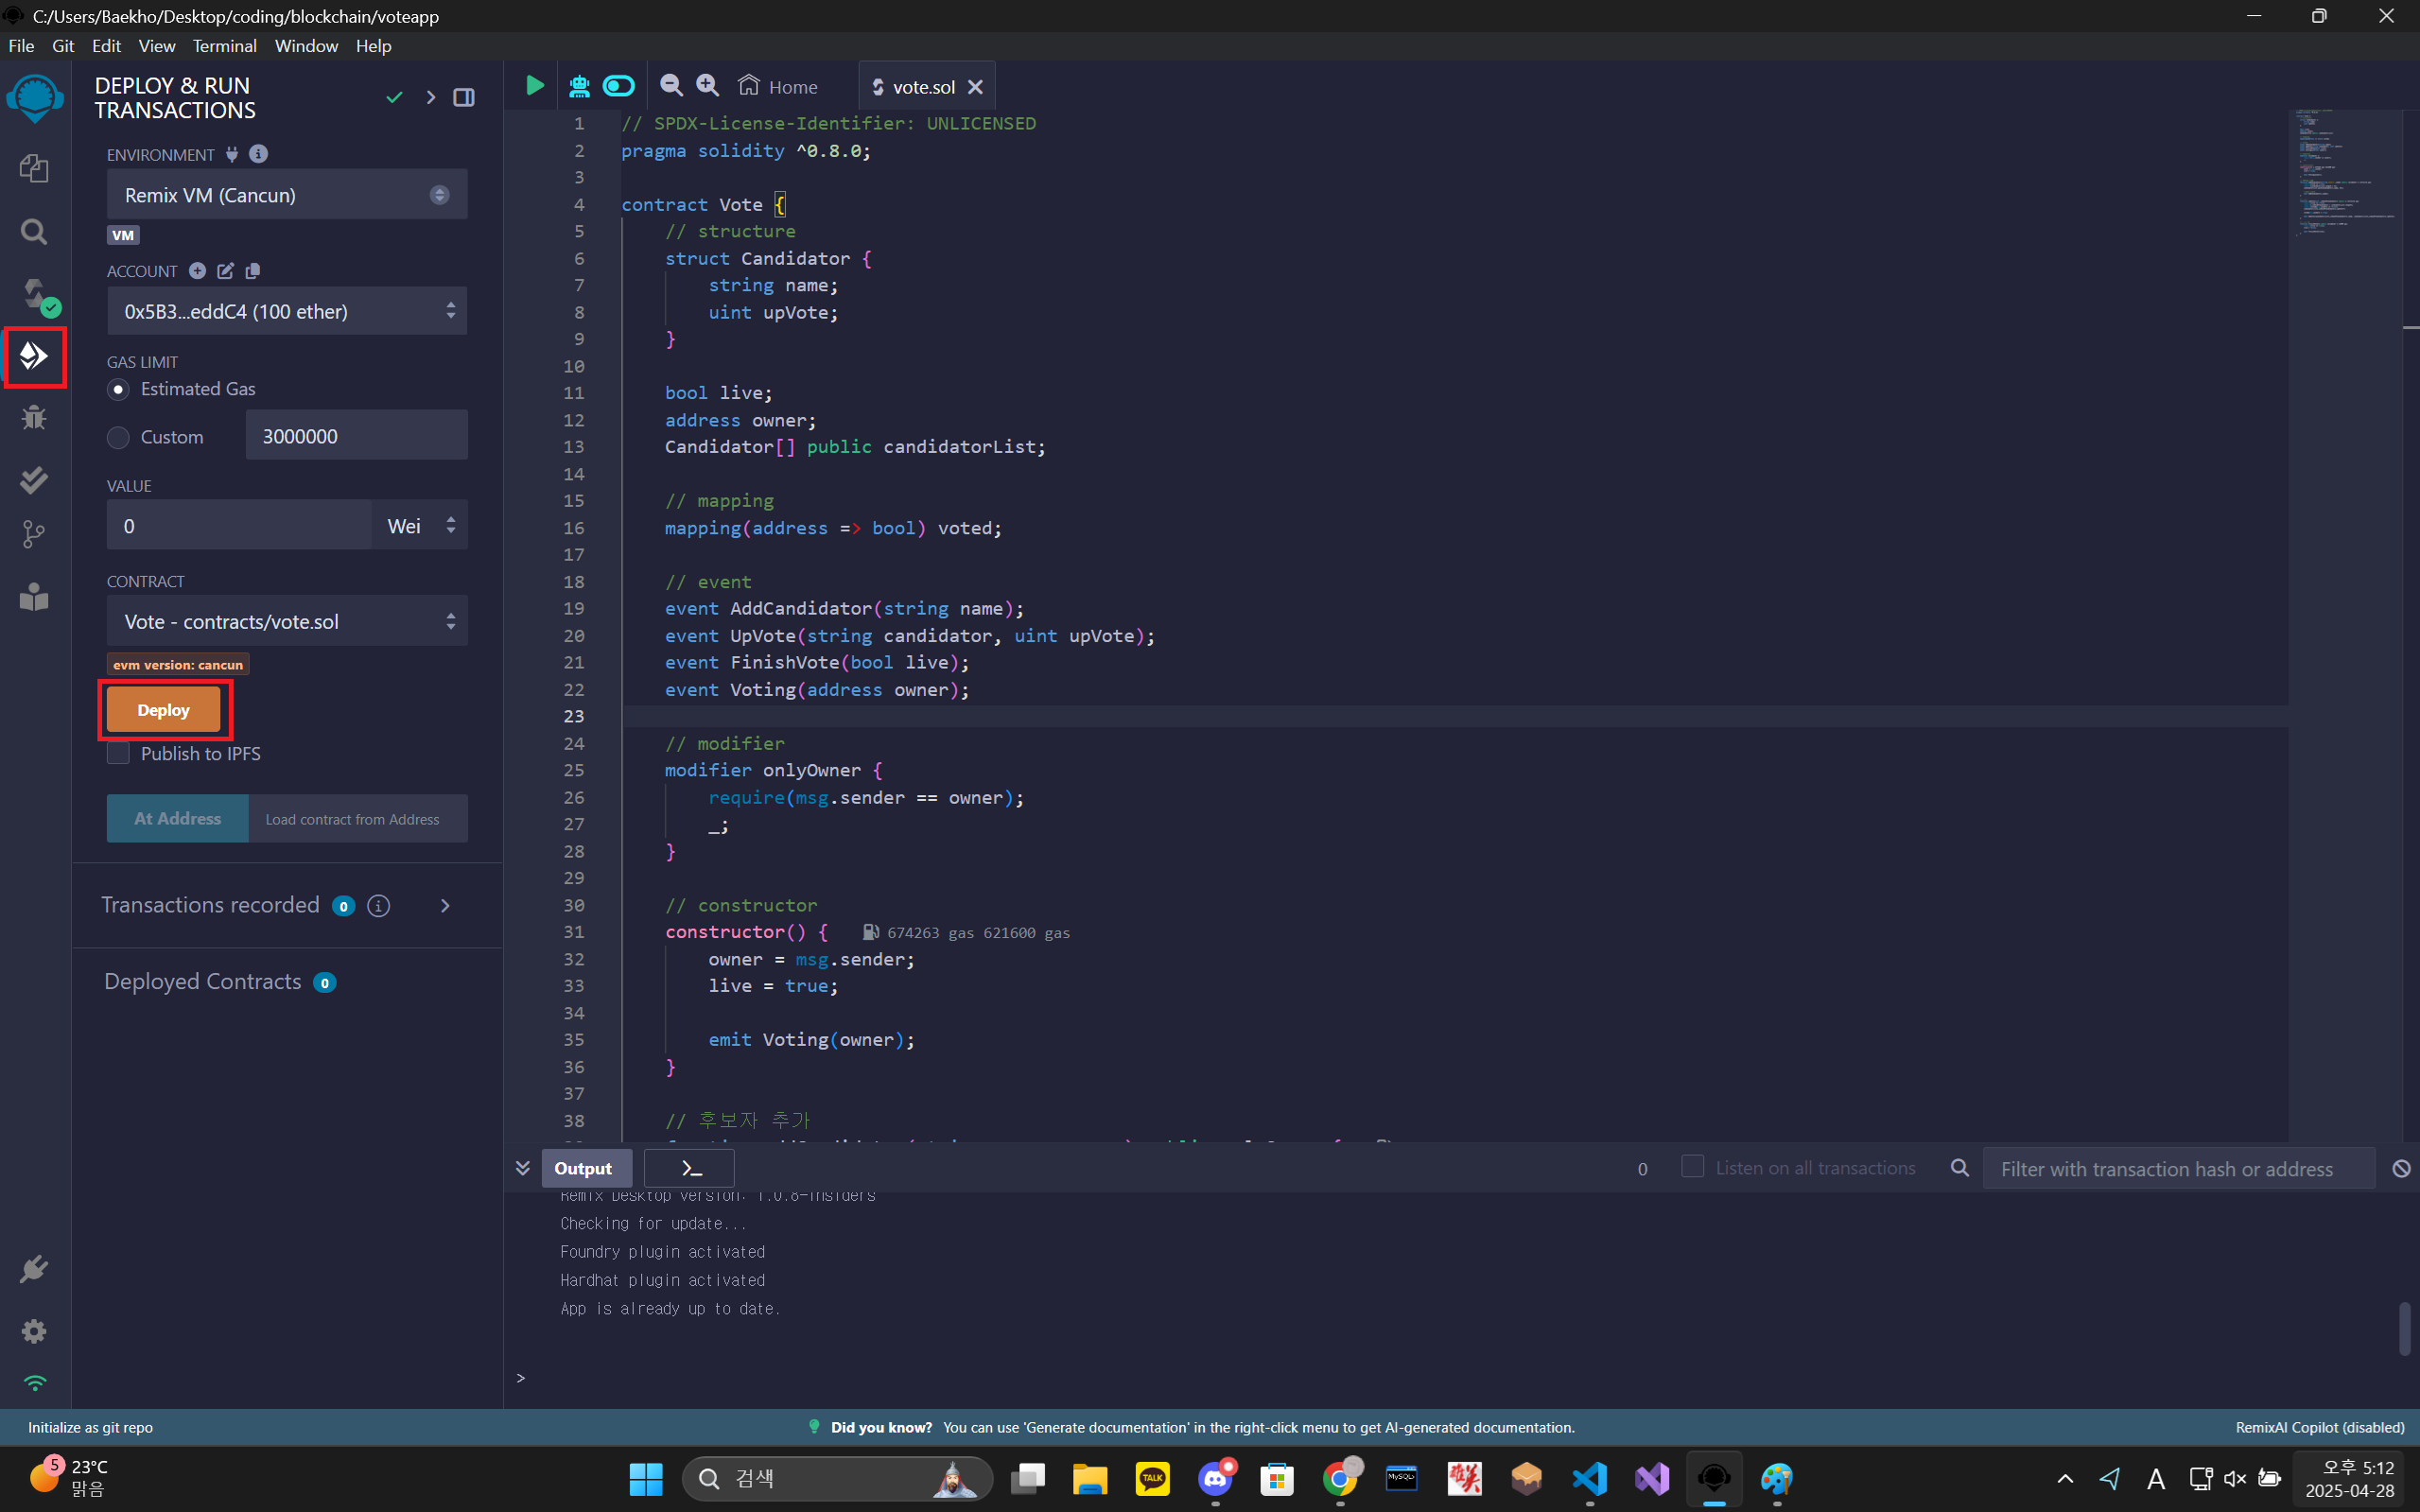 C:/Users/Baekho/Desktop/coding/blockchain/voteapp
File Git Edit View Terminal Window Help
DEPLOY & RUN
TRANSACTIONS
ENVIRONMENT
Remix VM (Cancun)
VM
ACCOUNT
0x5B3...eddC4 (100 ether)
GAS LIMIT
Estimated Gas
Custom 3000000
VALUE
0 Wei
CONTRACT
Vote - contracts/vote.sol
evm version: cancun
Deploy
Publish to IPFS
At Address Load contract from Address
Transactions recorded 0
Deployed Contracts 0
Home vote.sol
1 // SPDX-License-Identifier: UNLICENSED
2 pragma solidity ^0.8.0;
3
4 contract Vote {
5 // structure
6 struct Candidator {
7 string name;
8 uint upVote;
9 }
10
11 bool live;
12 address owner;
13 Candidator[] public candidatorList;
14
15 // mapping
16 mapping(address => bool) voted;
17
18 // event
19 event AddCandidator(string name);
20 event UpVote(string candidator, uint upVote);
21 event FinishVote(bool live);
22 event Voting(address owner);
23
24 // modifier
25 modifier onlyOwner {
26 require(msg.sender == owner);
27 _;
28 }
29
30 // constructor
31 constructor() { 674263 gas 621600 gas
32 owner = msg.sender;
33 live = true;
34
35 emit Voting(owner);
36 }
37
38 // 후보자 추가
Output >_ 0 Listen on all transactions Filter with transaction hash or address
Remix Desktop version: 1.0.8-insiders
Checking for update...
Foundry plugin activated
Hardhat plugin activated
App is already up to date.
>
Initialize as git repo Did you know? You can use 'Generate documentation' in the right-click menu to get AI-generated documentation. RemixAI Copilot (disabled)
5 23°C
맑음
검색
TALK
MySQL>
A
오후 5:12
2025-04-28